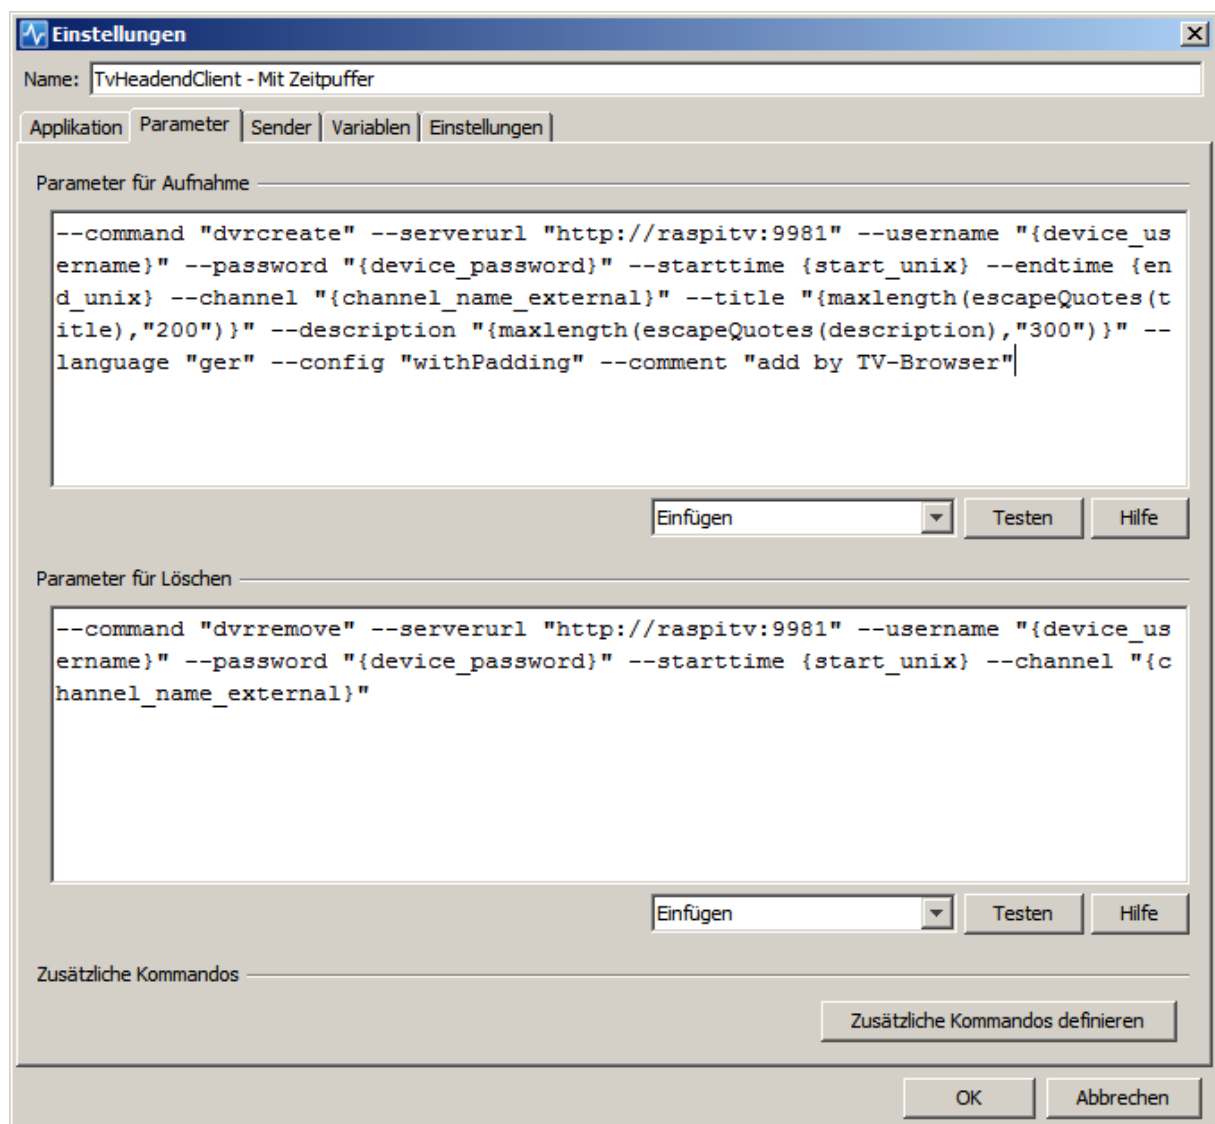 Einstellungen
Name: TvHeadendClient - Mit Zeitpuffer
Applikation Parameter Sender Variablen Einstellungen
Parameter für Aufnahme
--command "dvrcreate" --serverurl "http://raspitv:9981" --username "{device_us
ername}" --password "{device_password}" --starttime {start_unix} --endtime {en
d_unix} --channel "{channel_name_external}" --title "{maxlength(escapeQuotes(t
itle),"200")}" --description "{maxlength(escapeQuotes(description),"300")}" --
language "ger" --config "withPadding" --comment "add by TV-Browser"
Einfügen Testen Hilfe
Parameter für Löschen
--command "dvrremove" --serverurl "http://raspitv:9981" --username "{device_us
ername}" --password "{device_password}" --starttime {start_unix} --channel "{c
hannel_name_external}"
Einfügen Testen Hilfe
Zusätzliche Kommandos
Zusätzliche Kommandos definieren
OK Abbrechen